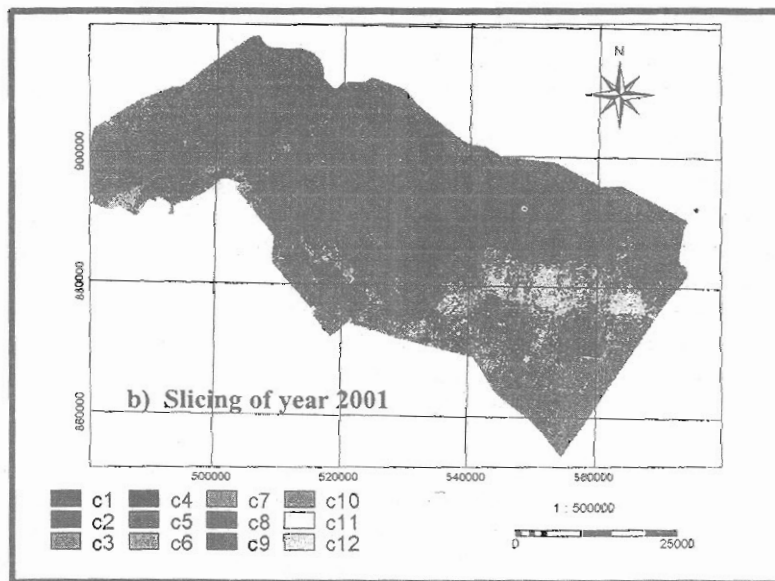 N
900000
880000
860000
b) Slicing of year 2001
500000
520000
540000
560000
c1 c4 c7 c10
c2 c5 c8 c11
c3 c6 c9 c12
1 : 500000
0 25000